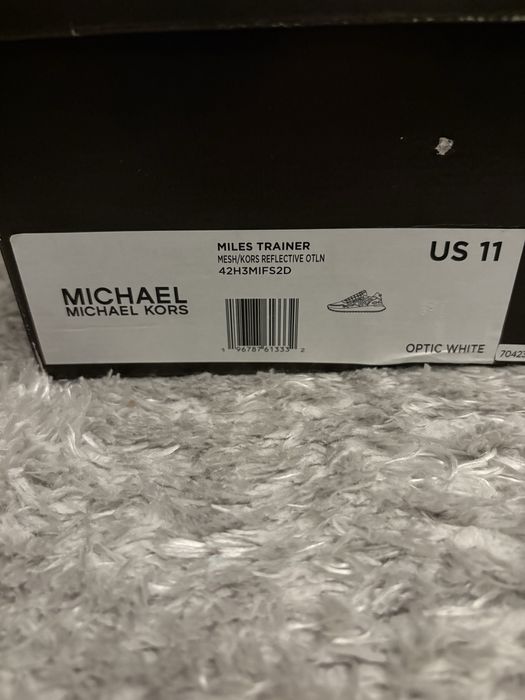 MILES TRAINER
MESH/KORS REFLECTIVE OTLN
42H3MIFS2D
US 11
MICHAEL
MICHAEL KORS
1 96787 61333 2
OPTIC WHITE